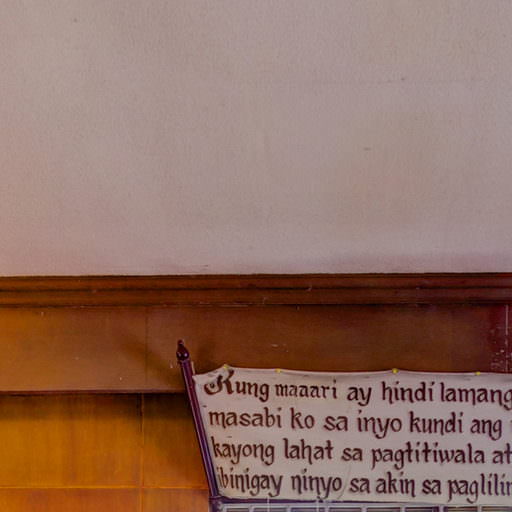 Kung maaari ay hindi lamang
masabi ko sa inyo kundi ang
kayong lahat sa pagtitiwala at
ibinigay ninyo sa akin sa